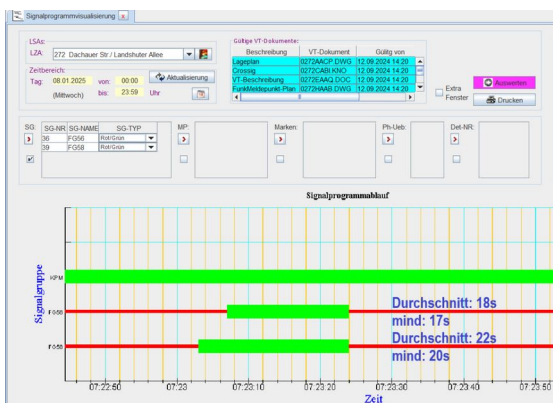 Signalprogrammvisualisierung
LSAs:
LZA: 272 Dachauer Str./ Landshuter Allee
Zeitbereich:
Tag: 08.01.2025 von: 00:00 Aktualisierung
(Mittwoch) bis: 23:59 Uhr
Gültige VT-Dokumente:
Beschreibung VT-Dokument Gültig von
Lageplan 0272AACP.DWG 12.09.2024 14:20
Crossig 0272CABI.KNO 12.09.2024 14:20
VT-Beschreibung 0272EAAQ.DOC 12.09.2024 14:20
FunkMeldepunkt-Plan 0272HAAB.DWG 12.09.2024 14:20
Extra Fenster
Auswerten
Drucken
SG: SG-NR SG-NAME SG-TYP MP: Marken: Ph-Ueb: Det-NR:
36 FG56 Rot/Grün
39 FG58 Rot/Grün
Signalprogrammablauf
Signalgruppe
Durchschnitt: 18s
mind: 17s
Durchschnitt: 22s
mind: 20s
07:22:50 07:23 07:23:10 07:23:20 07:23:30 07:23:40 07:23:50
Zeit